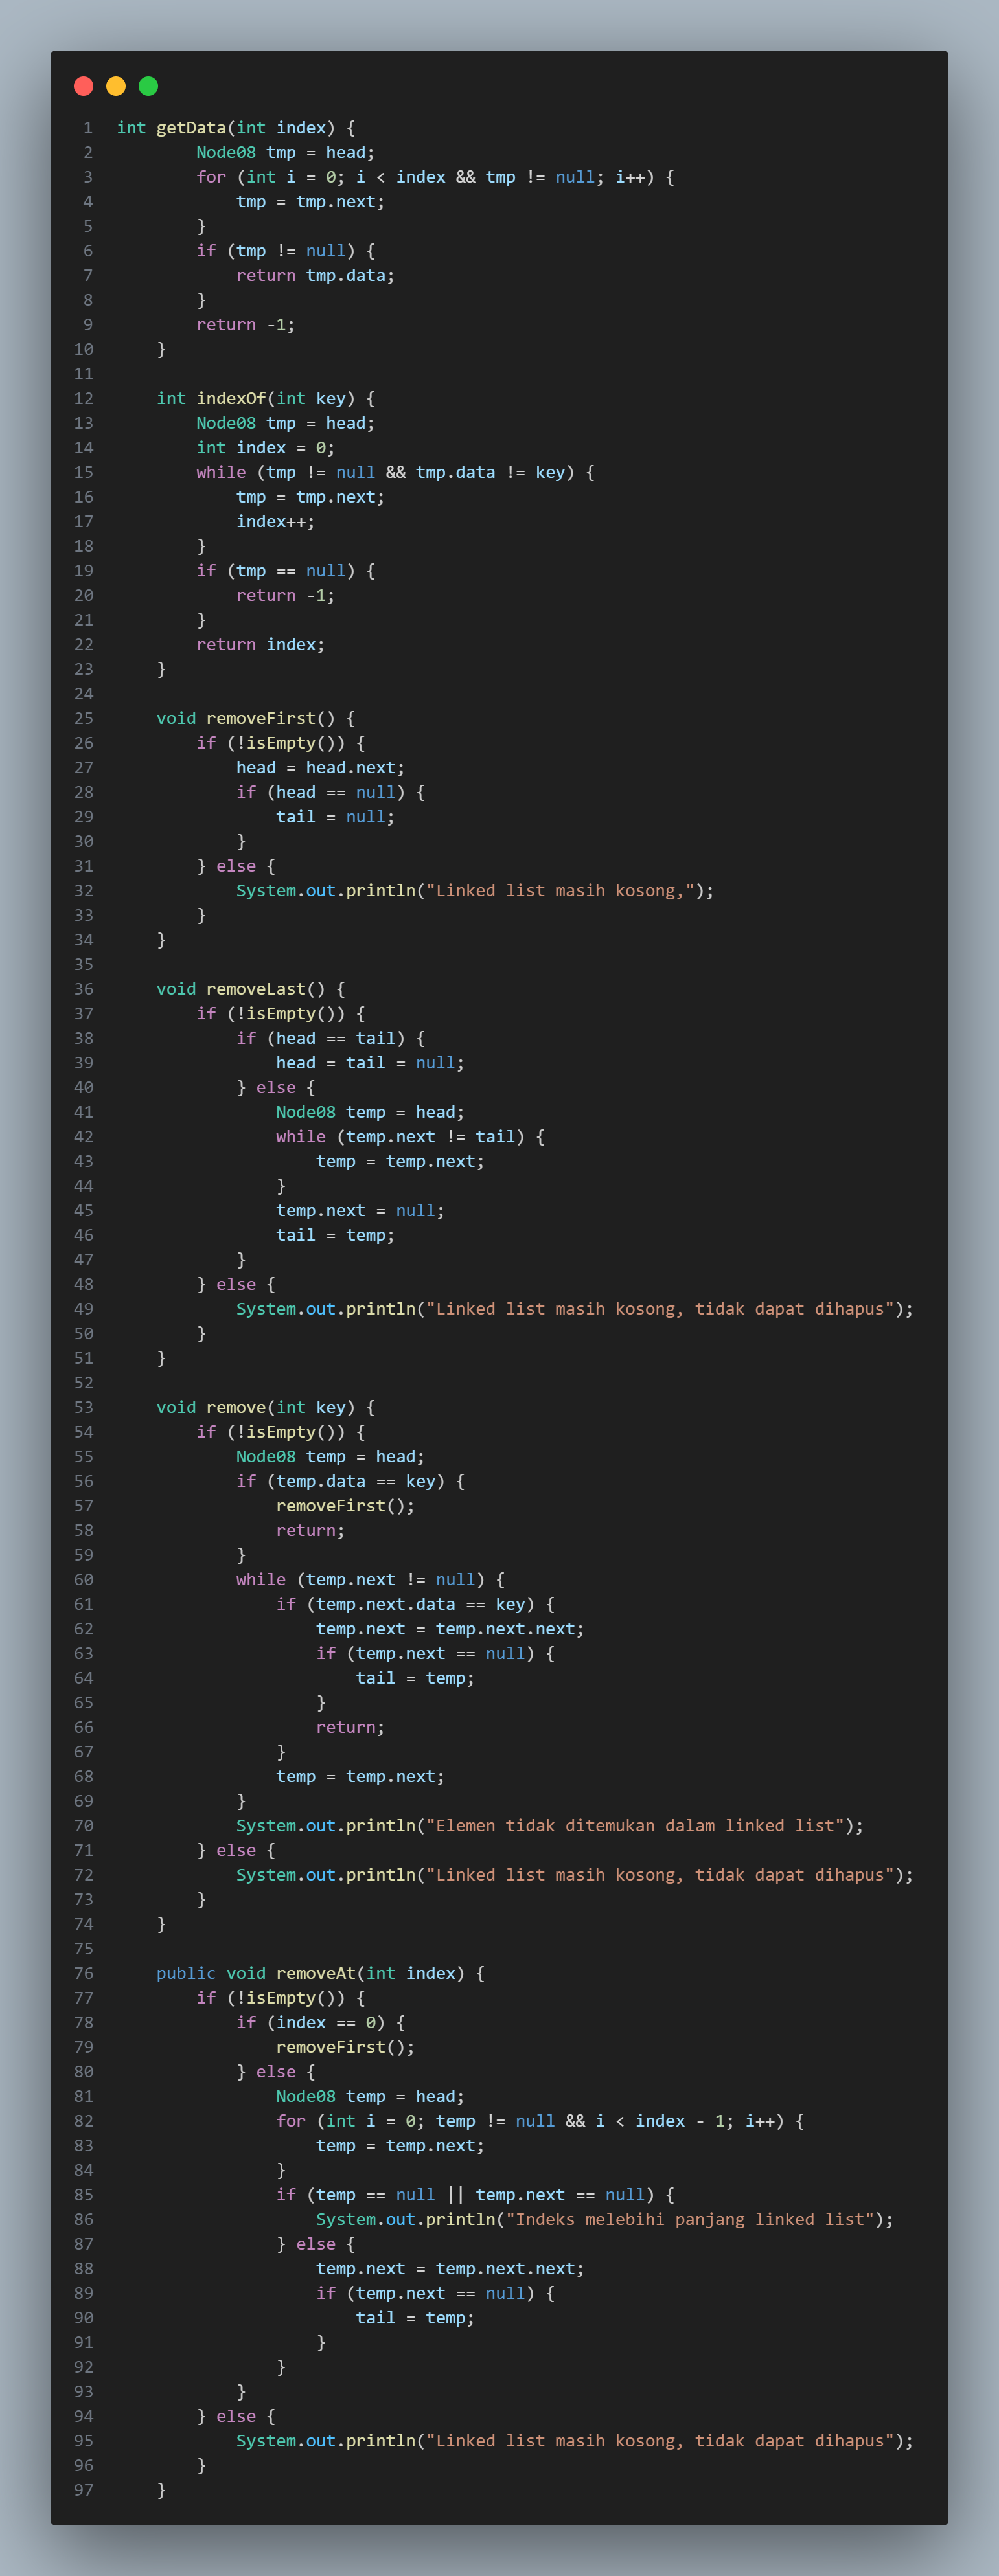 1 int getData(int index) {
2         Node08 tmp = head;
3         for (int i = 0; i < index && tmp != null; i++) {
4             tmp = tmp.next;
5         }
6         if (tmp != null) {
7             return tmp.data;
8         }
9         return -1;
10     }
11
12     int indexOf(int key) {
13         Node08 tmp = head;
14         int index = 0;
15         while (tmp != null && tmp.data != key) {
16             tmp = tmp.next;
17             index++;
18         }
19         if (tmp == null) {
20             return -1;
21         }
22         return index;
23     }
24
25     void removeFirst() {
26         if (!isEmpty()) {
27             head = head.next;
28             if (head == null) {
29                 tail = null;
30             }
31         } else {
32             System.out.println("Linked list masih kosong,");
33         }
34     }
35
36     void removeLast() {
37         if (!isEmpty()) {
38             if (head == tail) {
39                 head = tail = null;
40             } else {
41                 Node08 temp = head;
42                 while (temp.next != tail) {
43                     temp = temp.next;
44                 }
45                 temp.next = null;
46                 tail = temp;
47             }
48         } else {
49             System.out.println("Linked list masih kosong, tidak dapat dihapus");
50         }
51     }
52
53     void remove(int key) {
54         if (!isEmpty()) {
55             Node08 temp = head;
56             if (temp.data == key) {
57                 removeFirst();
58                 return;
59             }
60             while (temp.next != null) {
61                 if (temp.next.data == key) {
62                     temp.next = temp.next.next;
63                     if (temp.next == null) {
64                         tail = temp;
65                     }
66                     return;
67                 }
68                 temp = temp.next;
69             }
70             System.out.println("Elemen tidak ditemukan dalam linked list");
71         } else {
72             System.out.println("Linked list masih kosong, tidak dapat dihapus");
73         }
74     }
75
76     public void removeAt(int index) {
77         if (!isEmpty()) {
78             if (index == 0) {
79                 removeFirst();
80             } else {
81                 Node08 temp = head;
82                 for (int i = 0; temp != null && i < index - 1; i++) {
83                     temp = temp.next;
84                 }
85                 if (temp == null || temp.next == null) {
86                     System.out.println("Indeks melebihi panjang linked list");
87                 } else {
88                     temp.next = temp.next.next;
89                     if (temp.next == null) {
90                         tail = temp;
91                     }
92                 }
93             }
94         } else {
95             System.out.println("Linked list masih kosong, tidak dapat dihapus");
96         }
97     }